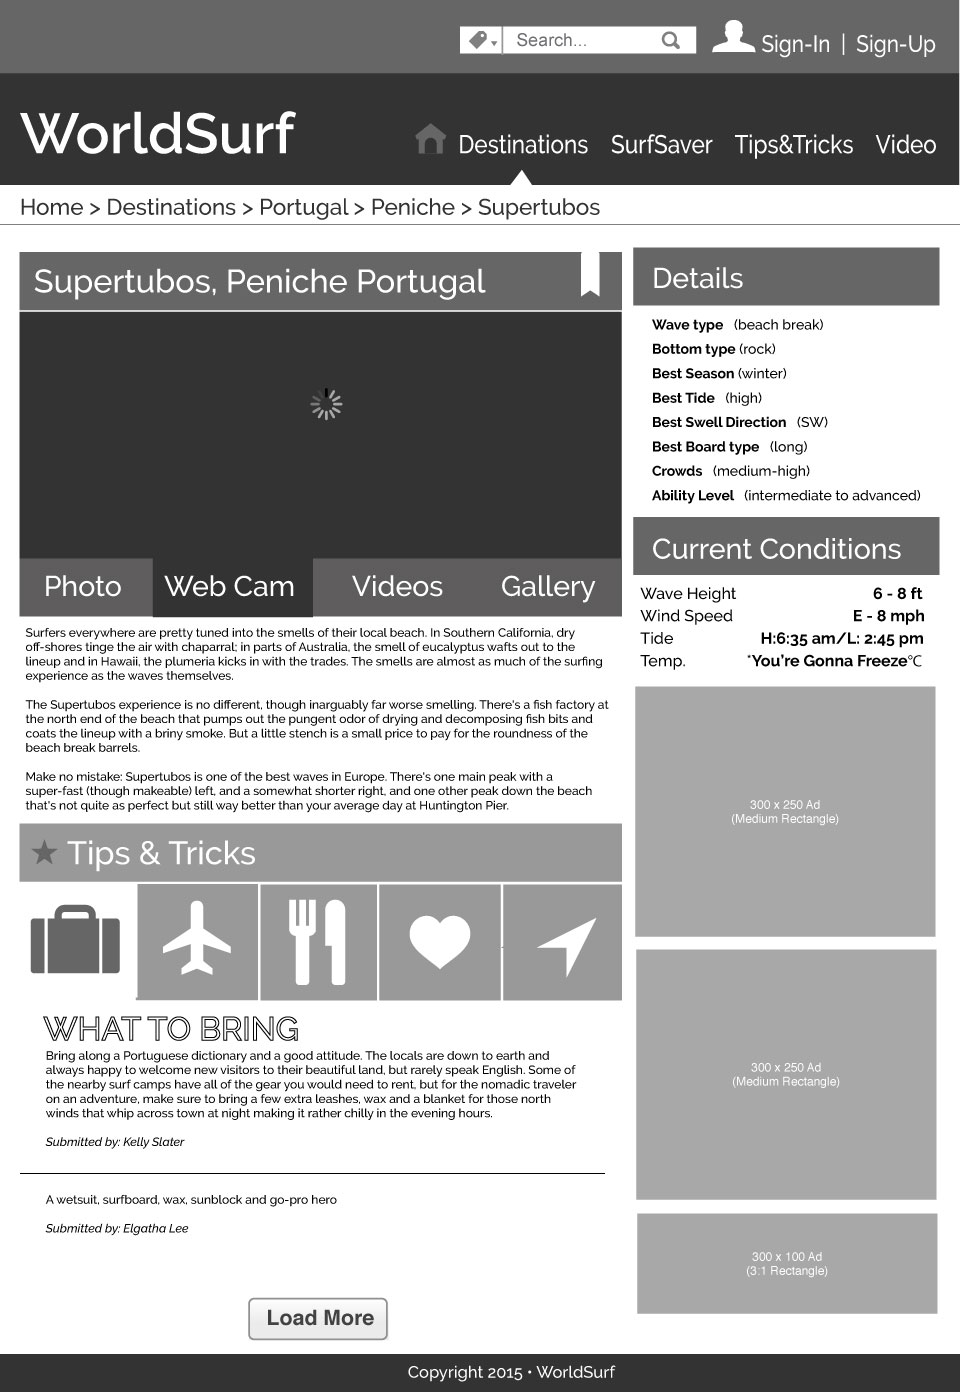 Search...
Sign-In | Sign-Up
WorldSurf
Destinations SurfSaver Tips&Tricks Video
Home > Destinations > Portugal > Peniche > Supertubos
Supertubos, Peniche Portugal
Photo Web Cam Videos Gallery
Surfers everywhere are pretty tuned into the smells of their local beach. In Southern California, dry
off-shores tinge the air with chaparral; in parts of Australia, the smell of eucalyptus wafts out to the
lineup and in Hawaii, the plumeria kicks in with the trades. The smells are almost as much of the surfing
experience as the waves themselves.
The Supertubos experience is no different, though inarguably far worse smelling. There's a fish factory at
the north end of the beach that pumps out the pungent odor of drying and decomposing fish bits and
coats the lineup with a briny smoke. But a little stench is a small price to pay for the roundness of the
beach break barrels.
Make no mistake: Supertubos is one of the best waves in Europe. There's one main peak with a
super-fast (though makeable) left, and a somewhat shorter right, and one other peak down the beach
that's not quite as perfect but still way better than your average day at Huntington Pier.
Tips & Tricks
WHAT TO BRING
Bring along a Portuguese dictionary and a good attitude. The locals are down to earth and
always happy to welcome new visitors to their beautiful land, but rarely speak English. Some of
the nearby surf camps have all of the gear you would need to rent, but for the nomadic traveler
on an adventure, make sure to bring a few extra leashes, wax and a blanket for those north
winds that whip across town at night making it rather chilly in the evening hours.
Submitted by: Kelly Slater
A wetsuit, surfboard, wax, sunblock and go-pro hero
Submitted by: Elgatha Lee
Load More
Details
Wave type (beach break)
Bottom type (rock)
Best Season (winter)
Best Tide (high)
Best Swell Direction (SW)
Best Board type (long)
Crowds (medium-high)
Ability Level (intermediate to advanced)
Current Conditions
Wave Height 6 - 8 ft
Wind Speed E - 8 mph
Tide H:6:35 am/L: 2:45 pm
Temp. *You're Gonna Freeze°C
300 x 250 Ad
(Medium Rectangle)
300 x 250 Ad
(Medium Rectangle)
300 x 100 Ad
(3:1 Rectangle)
Copyright 2015 • WorldSurf